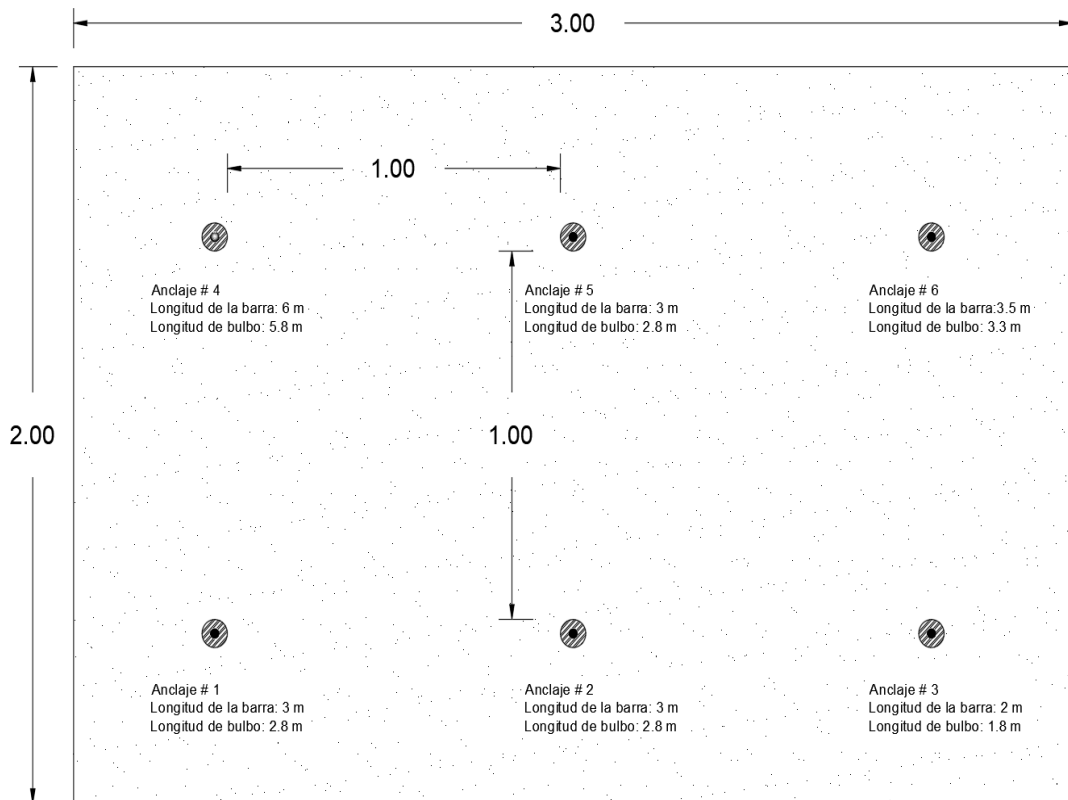 3.00
1.00
Anclaje # 4
Longitud de la barra: 6 m
Longitud de bulbo: 5.8 m
Anclaje # 5
Longitud de la barra: 3 m
Longitud de bulbo: 2.8 m
Anclaje # 6
Longitud de la barra:3.5 m
Longitud de bulbo: 3.3 m
2.00
1.00
Anclaje # 1
Longitud de la barra: 3 m
Longitud de bulbo: 2.8 m
Anclaje # 2
Longitud de la barra: 3 m
Longitud de bulbo: 2.8 m
Anclaje # 3
Longitud de la barra: 2 m
Longitud de bulbo: 1.8 m